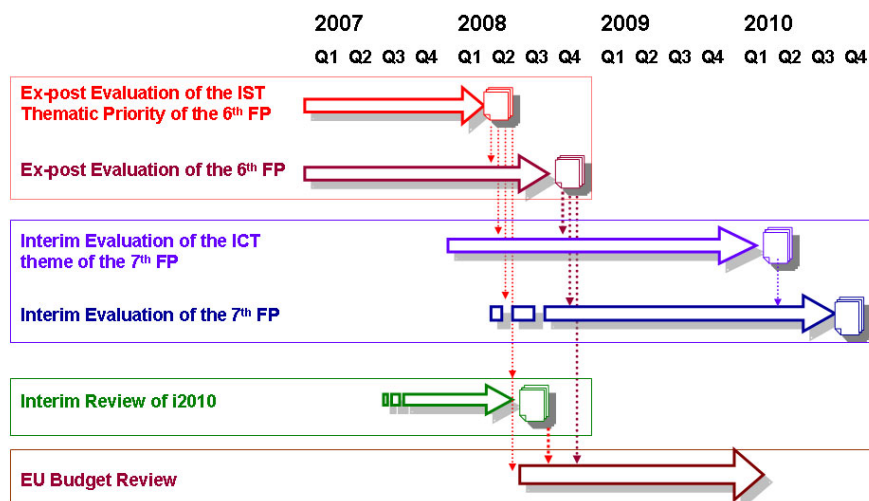 2007 2008 2009 2010
Q1 Q2 Q3 Q4 Q1 Q2 Q3 Q4 Q1 Q2 Q3 Q4 Q1 Q2 Q3 Q4
Ex-post Evaluation of the IST
Thematic Priority of the 6th FP
Ex-post Evaluation of the 6th FP
Interim Evaluation of the ICT
theme of the 7th FP
Interim Evaluation of the 7th FP
Interim Review of i2010
EU Budget Review